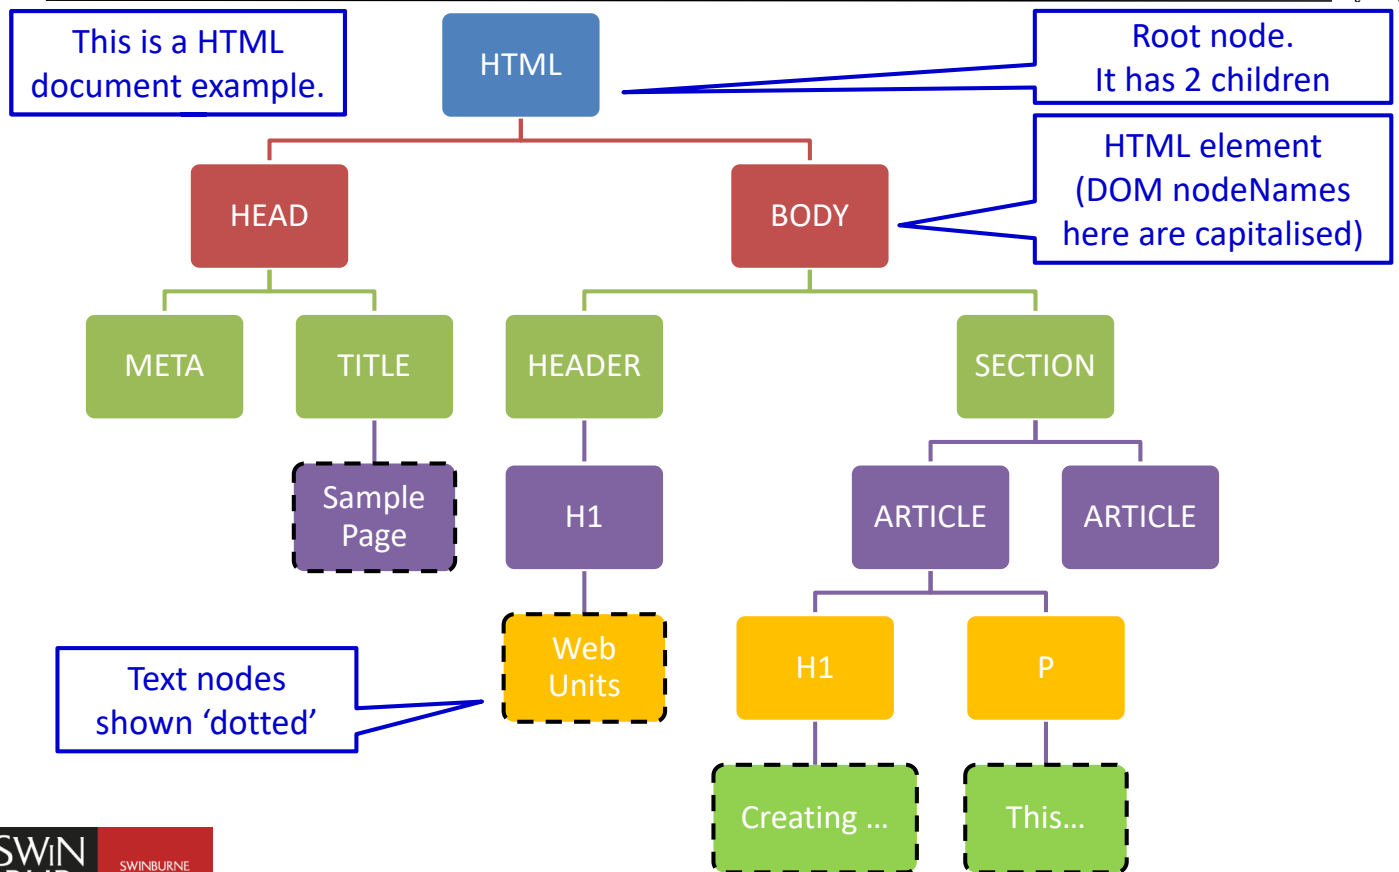 This is a HTML
document example.
HTML
Root node.
It has 2 children
HTML element
(DOM nodeNames
here are capitalised)
HEAD
BODY
META
TITLE
HEADER
SECTION
Sample
Page
H1
ARTICLE
ARTICLE
Web
Units
H1
P
Text nodes
shown ‘dotted’
Creating ...
This...
SWIN
SWINBURNE